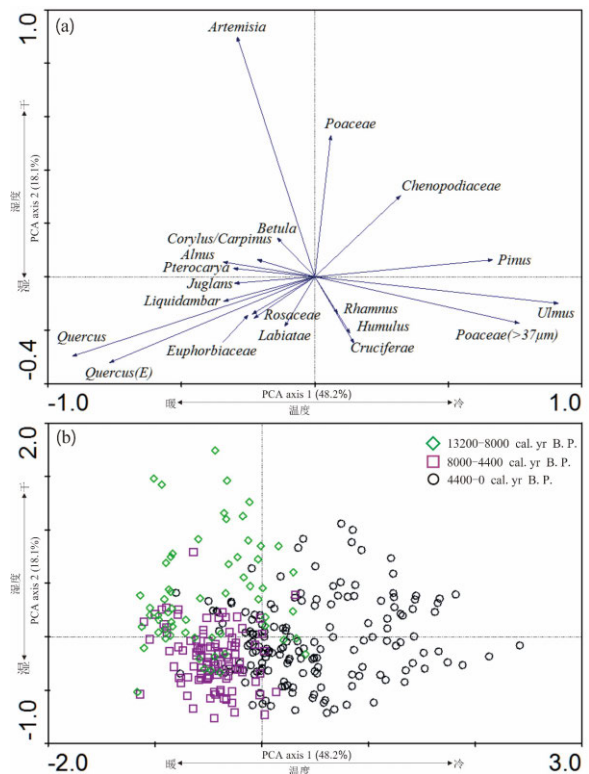 (a)
1.0
Artemisia
Poaceae
Chenopodiaceae
Betula
Corylus/Carpinus
Alnus
Pinus
Pterocarya
Juglans
Liquidambar
Ulmus
Rhamnus
Rosaceae
Humulus
Poaceae(>37μm)
Quercus
Labiatae
Euphorbiaceae
Cruciferae
Quercus(E)
干
湿度
PCA axis 2 (18.1%)
湿
-0.4
-1.0
暖
PCA axis 1 (48.2%)
温度
冷
1.0
(b)
2.0
13200-8000 cal. yr B. P.
8000-4400 cal. yr B. P.
4400-0 cal. yr B. P.
干
湿度
PCA axis 2 (18.1%)
湿
-1.0
-2.0
暖
PCA axis 1 (48.2%)
温度
冷
3.0